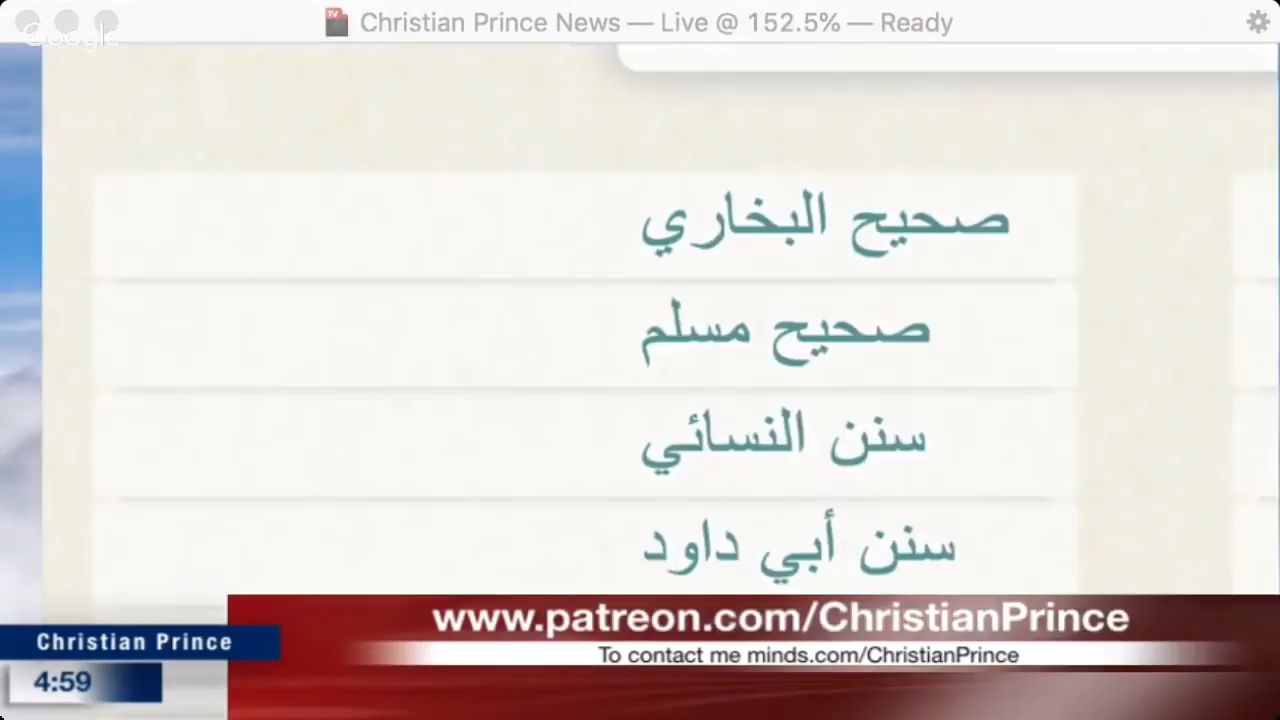 Christian Prince News — Live @ 152.5% — Ready
Google
صحيح البخاري
صحيح مسلم
سنن النسائي
سنن أبي داود
www.patreon.com/ChristianPrince
To contact me minds.com/ChristianPrince
Christian Prince
4:59